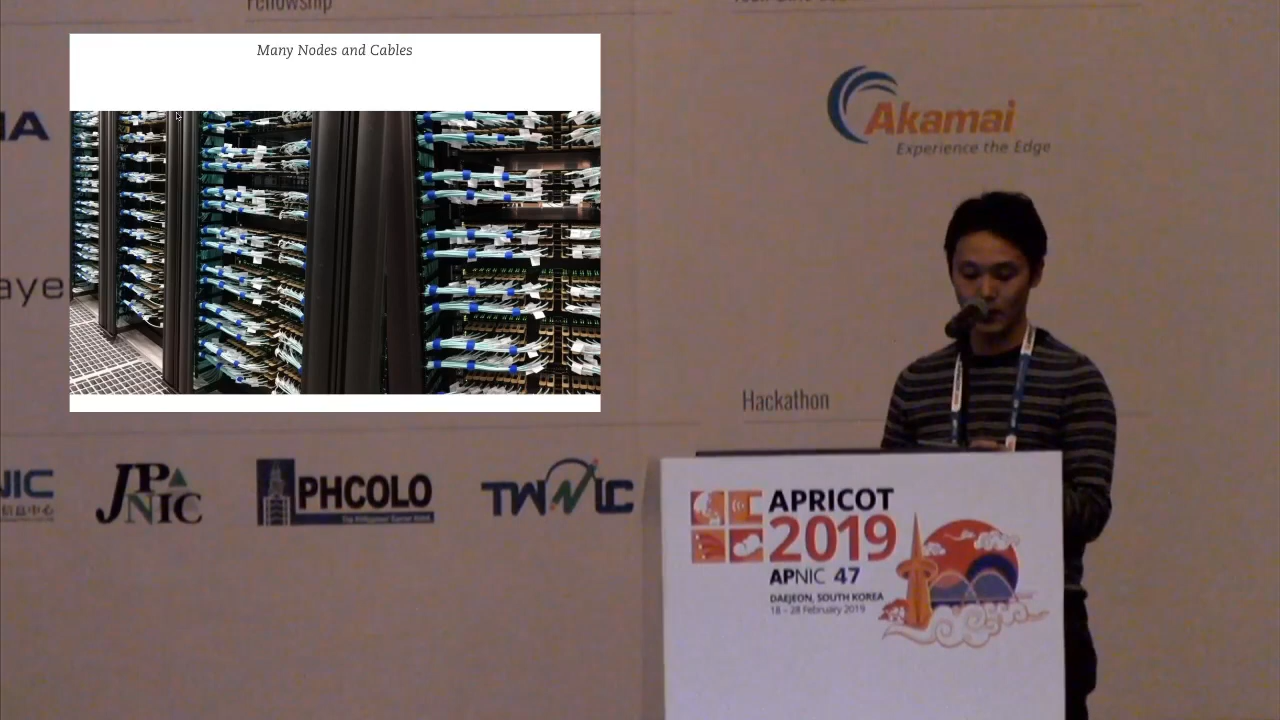 Fellowship
Many Nodes and Cables
Akamai
Experience the Edge
aye
Hackathon
NIC
JPNIC
PHCOLO
TWNIC
APRICOT
2019
APNIC 47
DAEJEON, SOUTH KOREA
18 – 28 February 2019